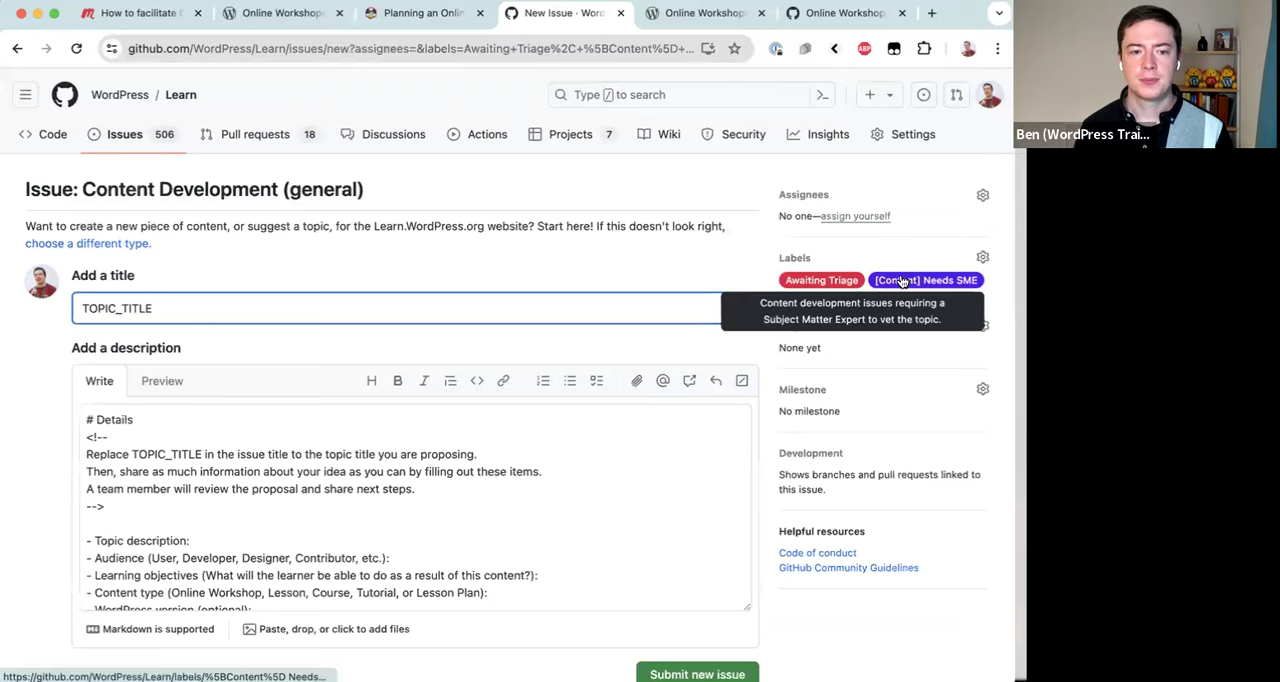 How to facilitate
Online Workshop
Planning an Onli
New Issue · Word
Online Workshop
Online Workshop
github.com/WordPress/Learn/issues/new?assignees=&labels=Awaiting+Triage%2C+%5BContent%5D+...
ABP
WordPress / Learn
Type / to search
Code
Issues 506
Pull requests 18
Discussions
Actions
Projects 7
Wiki
Security
Insights
Settings
Ben (WordPress Trai...
Issue: Content Development (general)
Want to create a new piece of content, or suggest a topic, for the Learn.WordPress.org website? Start here! If this doesn't look right,
choose a different type.
Add a title
TOPIC_TITLE
Add a description
Write
Preview
# Details
<!--
Replace TOPIC_TITLE in the issue title to the topic title you are proposing.
Then, share as much information about your idea as you can by filling out these items.
A team member will review the proposal and share next steps.
-->
- Topic description:
- Audience (User, Developer, Designer, Contributor, etc.):
- Learning objectives (What will the learner be able to do as a result of this content?):
- Content type (Online Workshop, Lesson, Course, Tutorial, or Lesson Plan):
- WordPress version (optional):
Markdown is supported
Paste, drop, or click to add files
Submit new issue
Assignees
No one—assign yourself
Labels
Awaiting Triage
[Content] Needs SME
Content development issues requiring a
Subject Matter Expert to vet the topic.
None yet
Milestone
No milestone
Development
Shows branches and pull requests linked to
this issue.
Helpful resources
Code of conduct
GitHub Community Guidelines
https://github.com/WordPress/Learn/labels/%5BContent%5D Needs...